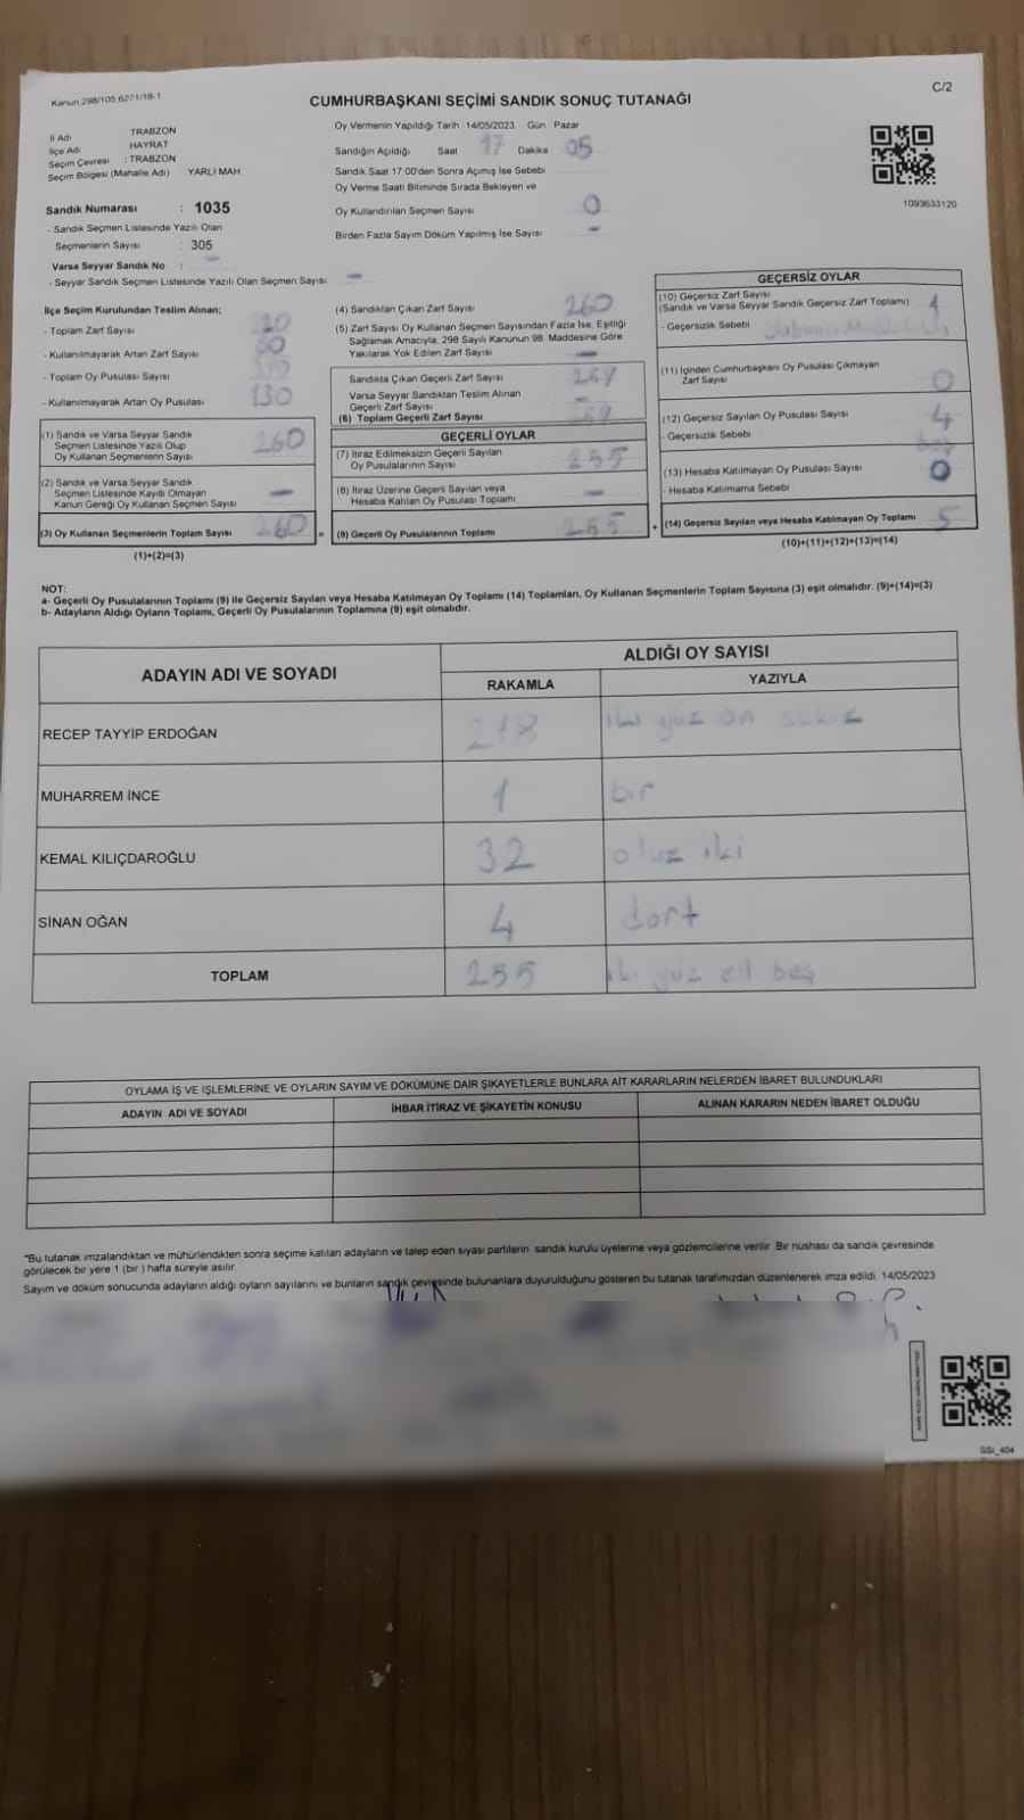 Kanun 298/105 6271/18-1
C/2
CUMHURBAŞKANI SEÇİMİ SANDIK SONUÇ TUTANAĞI
İl Adı TRABZON
İlçe Adı HAYRAT
Seçim Çevresi : TRABZON
Seçim Bölgesi (Mahalle Adı) YARLI MAH
Sandık Numarası : 1035
- Sandık Seçmen Listesinde Yazılı Olan
Seçmenlerin Sayısı : 305
Varsa Seyyar Sandık No :
- Seyyar Sandık Seçmen Listesinde Yazılı Olan Seçmen Sayısı -
Oy Vermenin Yapıldığı Tarih 14/05/2023 Gün Pazar
Sandığın Açıldığı Saat 17 Dakika 05
Sandık Saat 17:00'den Sonra Açımış İse Sebebi
Oy Verme Saati Bitiminde Sırada Bekleyen ve
Oy Kullandırılan Seçmen Sayısı 0
Birden Fazla Sayım Döküm Yapılmış İse Sayısı -
1093633120
İlçe Seçim Kurulundan Teslim Alınan;
- Toplam Zarf Sayısı
- Kullanılmayarak Artan Zarf Sayısı
- Toplam Oy Pusulası Sayısı
- Kullanılmayarak Artan Oy Pusulası 130
(1) Sandık ve Varsa Seyyar Sandık
Seçmen Listesinde Yazılı Olup
Oy Kullanan Seçmenlerin Sayısı 260
(2) Sandık ve Varsa Seyyar Sandık
Seçmen Listesinde Kayıtlı Olmayan
Kanun Gereği Oy Kullanan Seçmen Sayısı -
(3) Oy Kullanan Seçmenlerin Toplam Sayısı 260
(1)+(2)=(3)
(4) Sandıktan Çıkan Zarf Sayısı 260
(5) Zarf Sayısı Oy Kullanan Seçmen Sayısından Fazla İse, Eşitliği
Sağlamak Amacıyla, 298 Sayılı Kanunun 98. Maddesine Göre
Yakılarak Yok Edilen Zarf Sayısı -
Sandıkta Çıkan Geçerli Zarf Sayısı 259
Varsa Seyyar Sandıktan Teslim Alınan
Geçerli Zarf Sayısı -
(6) Toplam Geçerli Zarf Sayısı 259
GEÇERLİ OYLAR
(7) İtiraz Edilmeksizin Geçerli Sayılan
Oy Pusulalarının Sayısı 255
(8) İtiraz Üzerine Geçerli Sayılan veya
Hesaba Katılan Oy Pusulası Toplamı -
= (9) Geçerli Oy Pusulalarının Toplamı 255
GEÇERSİZ OYLAR
(10) Geçersiz Zarf Sayısı
(Sandık ve Varsa Seyyar Sandık Geçersiz Zarf Toplamı) 1
- Geçersizlik Sebebi
(11) İçinden Cumhurbaşkanı Oy Pusulası Çıkmayan
Zarf Sayısı 0
(12) Geçersiz Sayılan Oy Pusulası Sayısı 4
- Geçersizlik Sebebi
(13) Hesaba Katılmayan Oy Pusulası Sayısı 0
- Hesaba Katılmama Sebebi
+ (14) Geçersiz Sayılan veya Hesaba Katılmayan Oy Toplamı 5
(10)+(11)+(12)+(13)=(14)
NOT:
a- Geçerli Oy Pusulalarının Toplamı (9) ile Geçersiz Sayılan veya Hesaba Katılmayan Oy Toplamı (14) Toplamları, Oy Kullanan Seçmenlerin Toplam Sayısına (3) eşit olmalıdır. (9)+(14)=(3)
b- Adayların Aldığı Oyların Toplamı, Geçerli Oy Pusulalarının Toplamına (9) eşit olmalıdır.
ADAYIN ADI VE SOYADI ALDIĞI OY SAYISI
RAKAMLA YAZIYLA
RECEP TAYYİP ERDOĞAN 218 iki yüz on sekiz
MUHARREM İNCE 1 bir
KEMAL KILIÇDAROĞLU 32 otuz iki
SİNAN OĞAN 4 dört
TOPLAM 255 iki yüz elli beş
OYLAMA İŞ VE İŞLEMLERİNE VE OYLARIN SAYIM VE DÖKÜMÜNE DAİR ŞİKAYETLERLE BUNLARA AİT KARARLARIN NELERDEN İBARET BULUNDUKLARI
ADAYIN ADI VE SOYADI İHBAR İTİRAZ VE ŞİKAYETİN KONUSU ALINAN KARARIN NEDEN İBARET OLDUĞU
*Bu tutanak imzalandıktan ve mühürlendikten sonra seçime katılan adayların ve talep eden siyasi partilerin sandık kurulu üyelerine veya gözlemcilerine verilir. Bir nüshası da sandık çevresinde
görülecek bir yere 1 (bir) hafta süreyle asılır.
Sayım ve döküm sonucunda adayların aldığı oyların sayılarını ve bunların sandık çevresinde bulunanlara duyurulduğunu gösteren bu tutanak tarafımızdan düzenlenerek imza edildi. 14/05/2023
SSI_404